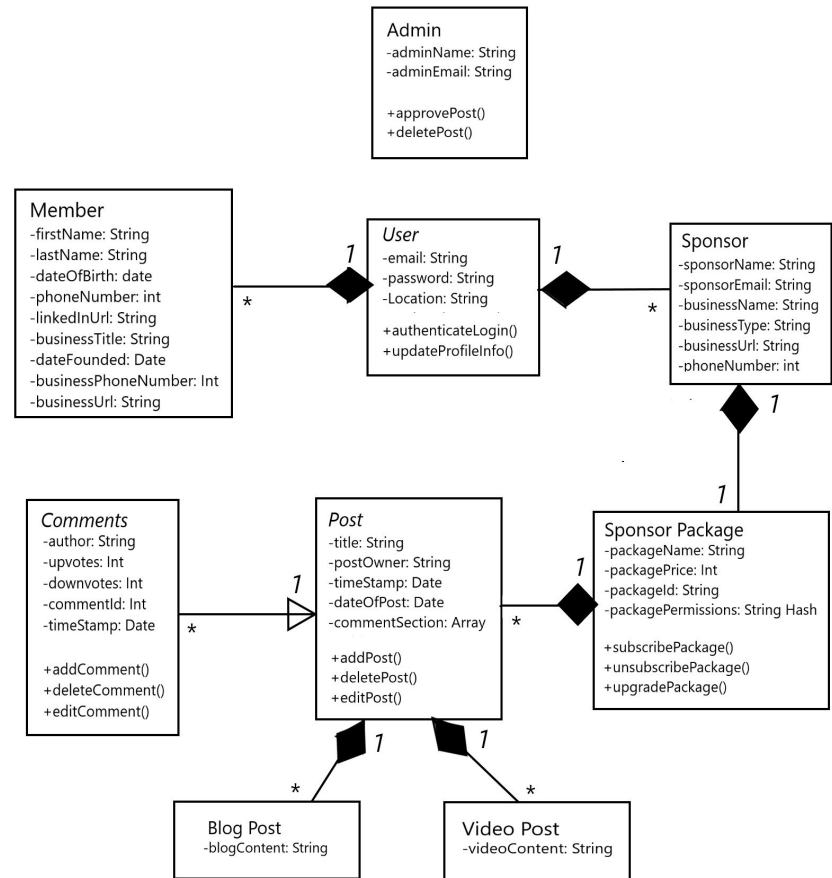 Admin
-adminName: String
-adminEmail: String
+approvePost()
+deletePost()
Member
-firstName: String
-lastName: String
-dateOfBirth: date
-phoneNumber: int
-linkedInUrl: String
-businessTitle: String
-dateFounded: Date
-businessPhoneNumber: Int
-businessUrl: String
*
1
User
-email: String
-password: String
-Location: String
+authenticateLogin()
+updateProfileInfo()
1
*
Sponsor
-sponsorName: String
-sponsorEmail: String
-businessName: String
-businessType: String
-businessUrl: String
-phoneNumber: int
1
1
Comments
-author: String
-upvotes: Int
-downvotes: Int
-commentId: Int
-timeStamp: Date
+addComment()
+deleteComment()
+editComment()
*
1
Post
-title: String
-postOwner: String
-timeStamp: Date
-dateOfPost: Date
-commentSection: Array
+addPost()
+deletePost()
+editPost()
*
1
Sponsor Package
-packageName: String
-packagePrice: Int
-packageId: String
-packagePermissions: String Hash
+subscribePackage()
+unsubscribePackage()
+upgradePackage()
1
1
*
*
Blog Post
-blogContent: String
Video Post
-videoContent: String